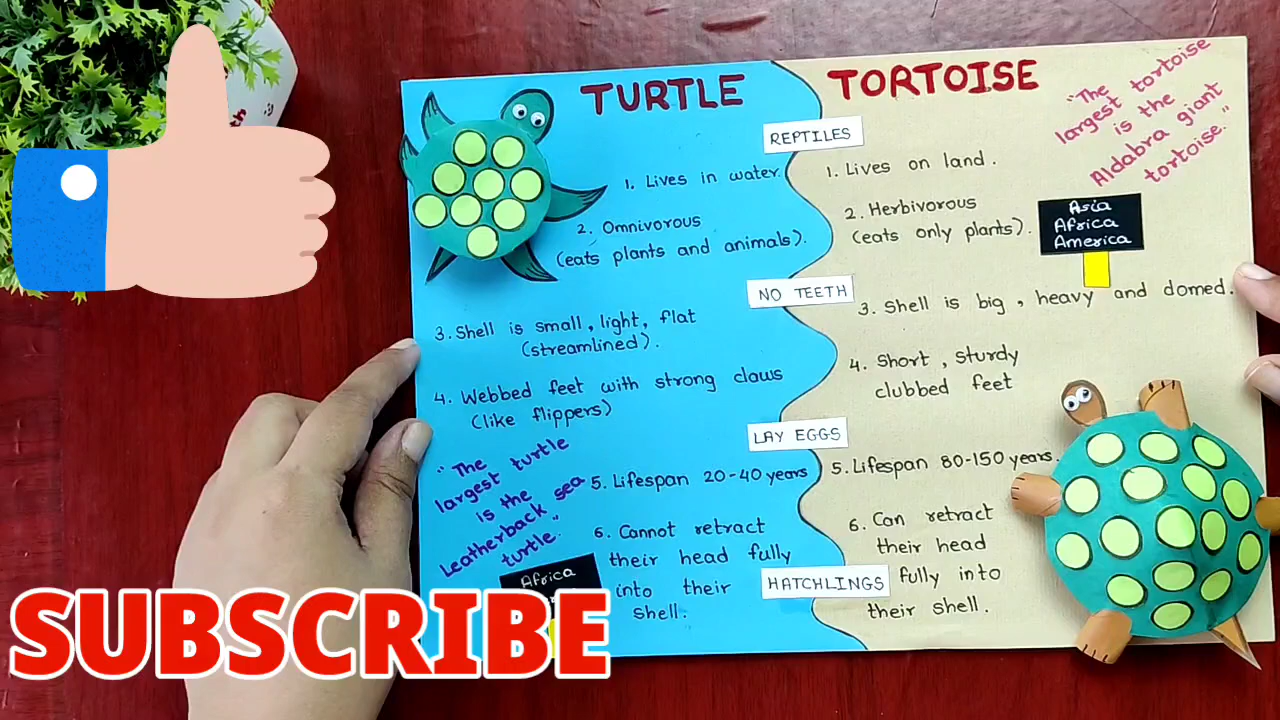 TURTLE
1. Lives in water.
2. Omnivorous
(eats plants and animals).
3. Shell is small, light, flat
(streamlined).
4. Webbed feet with strong claws
(like flippers)
"The
largest turtle
is the
Leatherback sea
turtle."
5. Lifespan 20-40 years
6. Cannot retract
their head fully
into their
shell.
Africa
REPTILES
NO TEETH
LAY EGGS
HATCHLINGS
TORTOISE
"The
largest tortoise
is the
Aldabra giant
tortoise."
1. Lives on land.
2. Herbivorous
(eats only plants).
Asia
Africa
America
3. Shell is big, heavy and domed.
4. Short, sturdy
clubbed feet
5. Lifespan 80-150 years.
6. Can retract
their head
fully into
their shell.
SUBSCRIBE